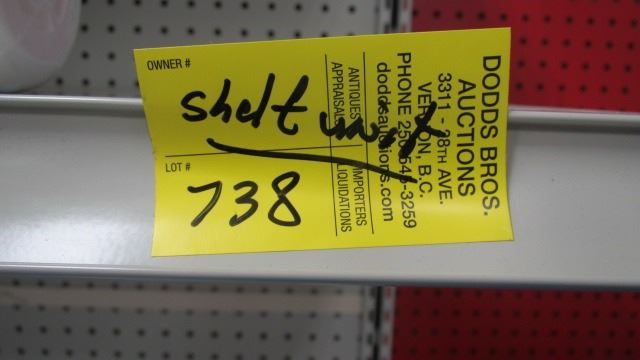 OWNER #
shelf unit
LOT #
738
ANTIQUES
APPRAISALS
IMPORTERS
LIQUIDATIONS
DODDS BROS.
AUCTIONS
3311 - 28TH AVE.
VERNON, B.C.
PHONE 250-545-3259
doddsauctions.com